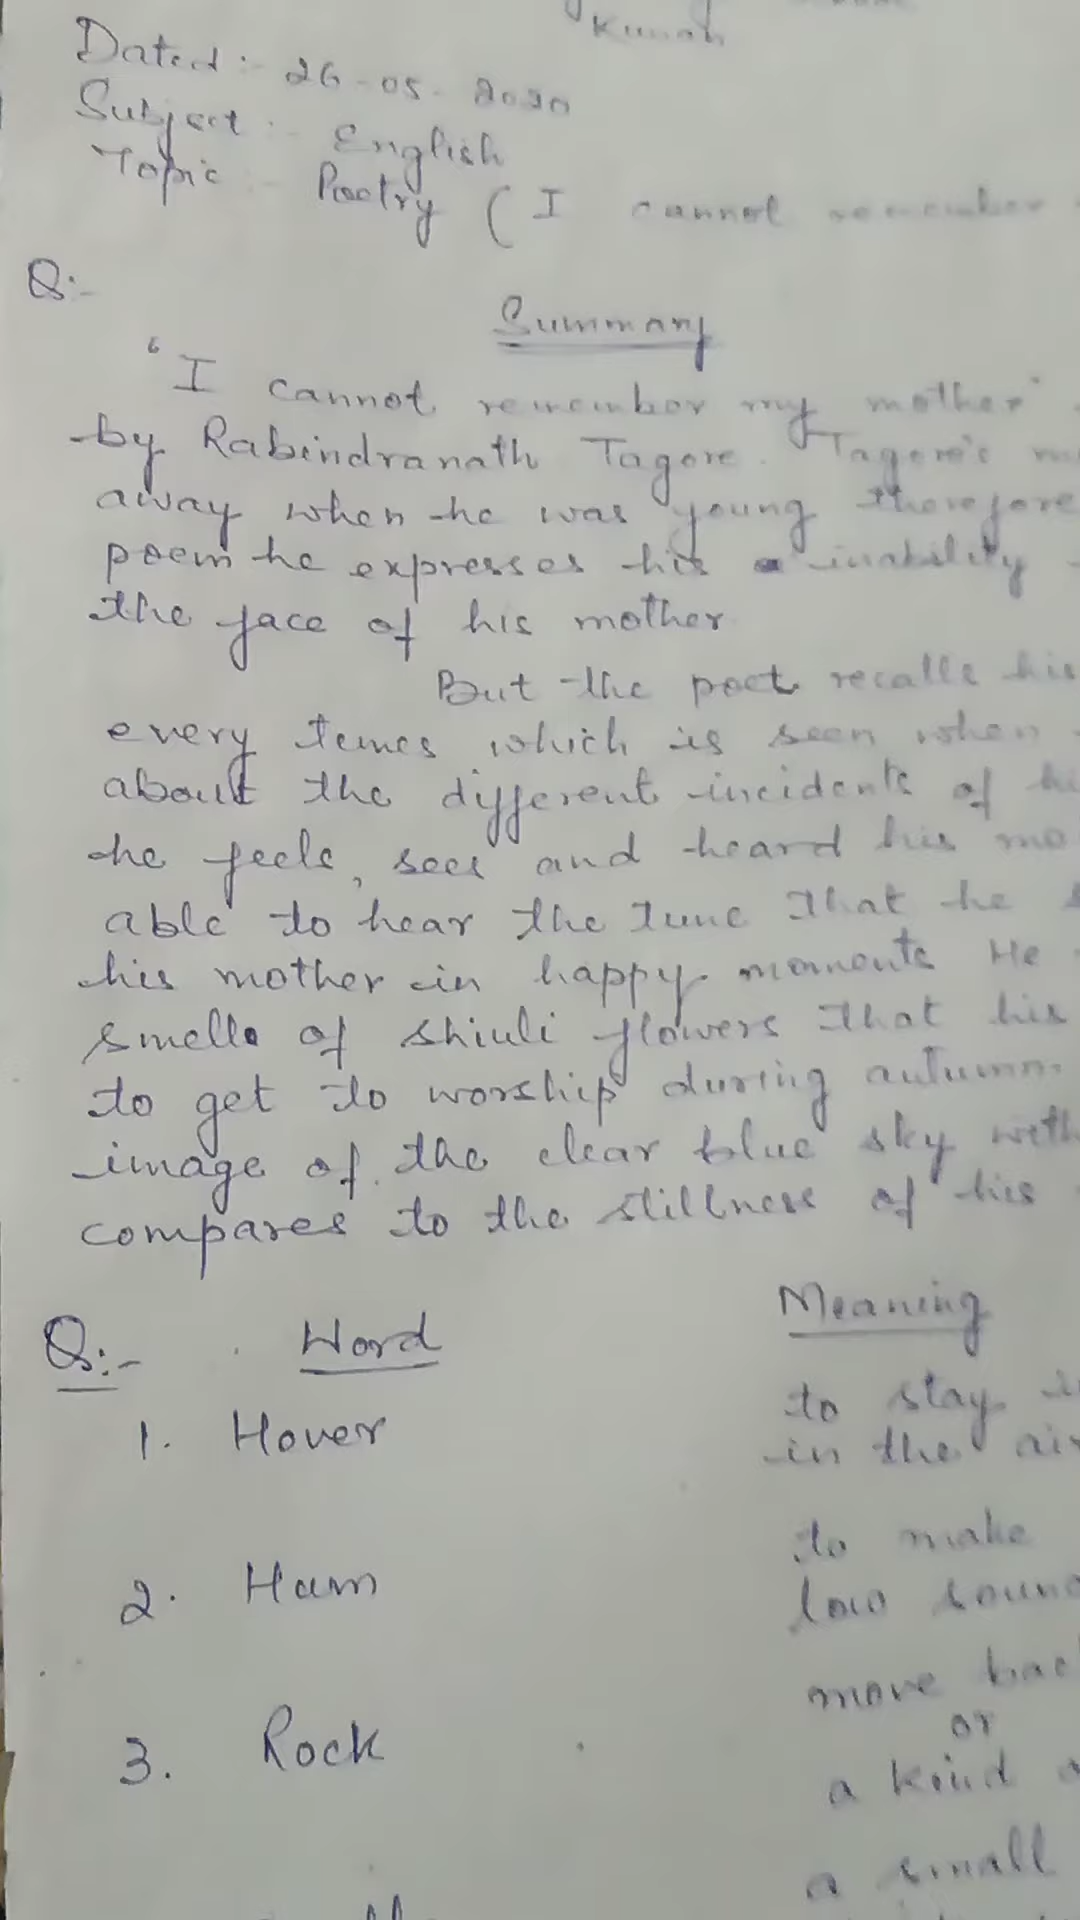 Kumar
Dated :- 26-05-2020
Subject :- English
Topic - Poetry ( I cannot remember
Q:-
Summary
'I cannot remember my mother'
by Rabindranath Tagore. Tagore's
away when he was young therefore
poem he expresses his inability
the face of his mother
But the poet recalls his
every times which is seen when
about the different incidents of
he feels, sees and heard his mo
able to hear the tune that he
his mother in happy moments He
smells of shiuli flowers that his
to get to worship during autumn.
image of the clear blue sky with
compares to the stillness of his
Q:- Word Meaning
1. Hover to stay
in the air
2. Hum to make
low sound
3. Rock move bac
or
a kind
a small